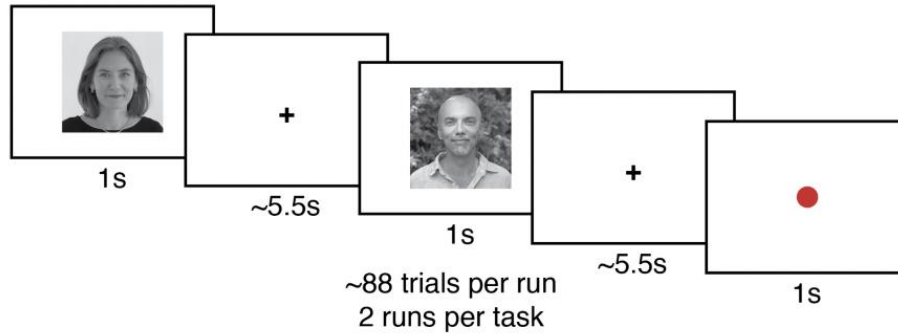 1s
~5.5s
1s
~5.5s
1s
~88 trials per run
2 runs per task